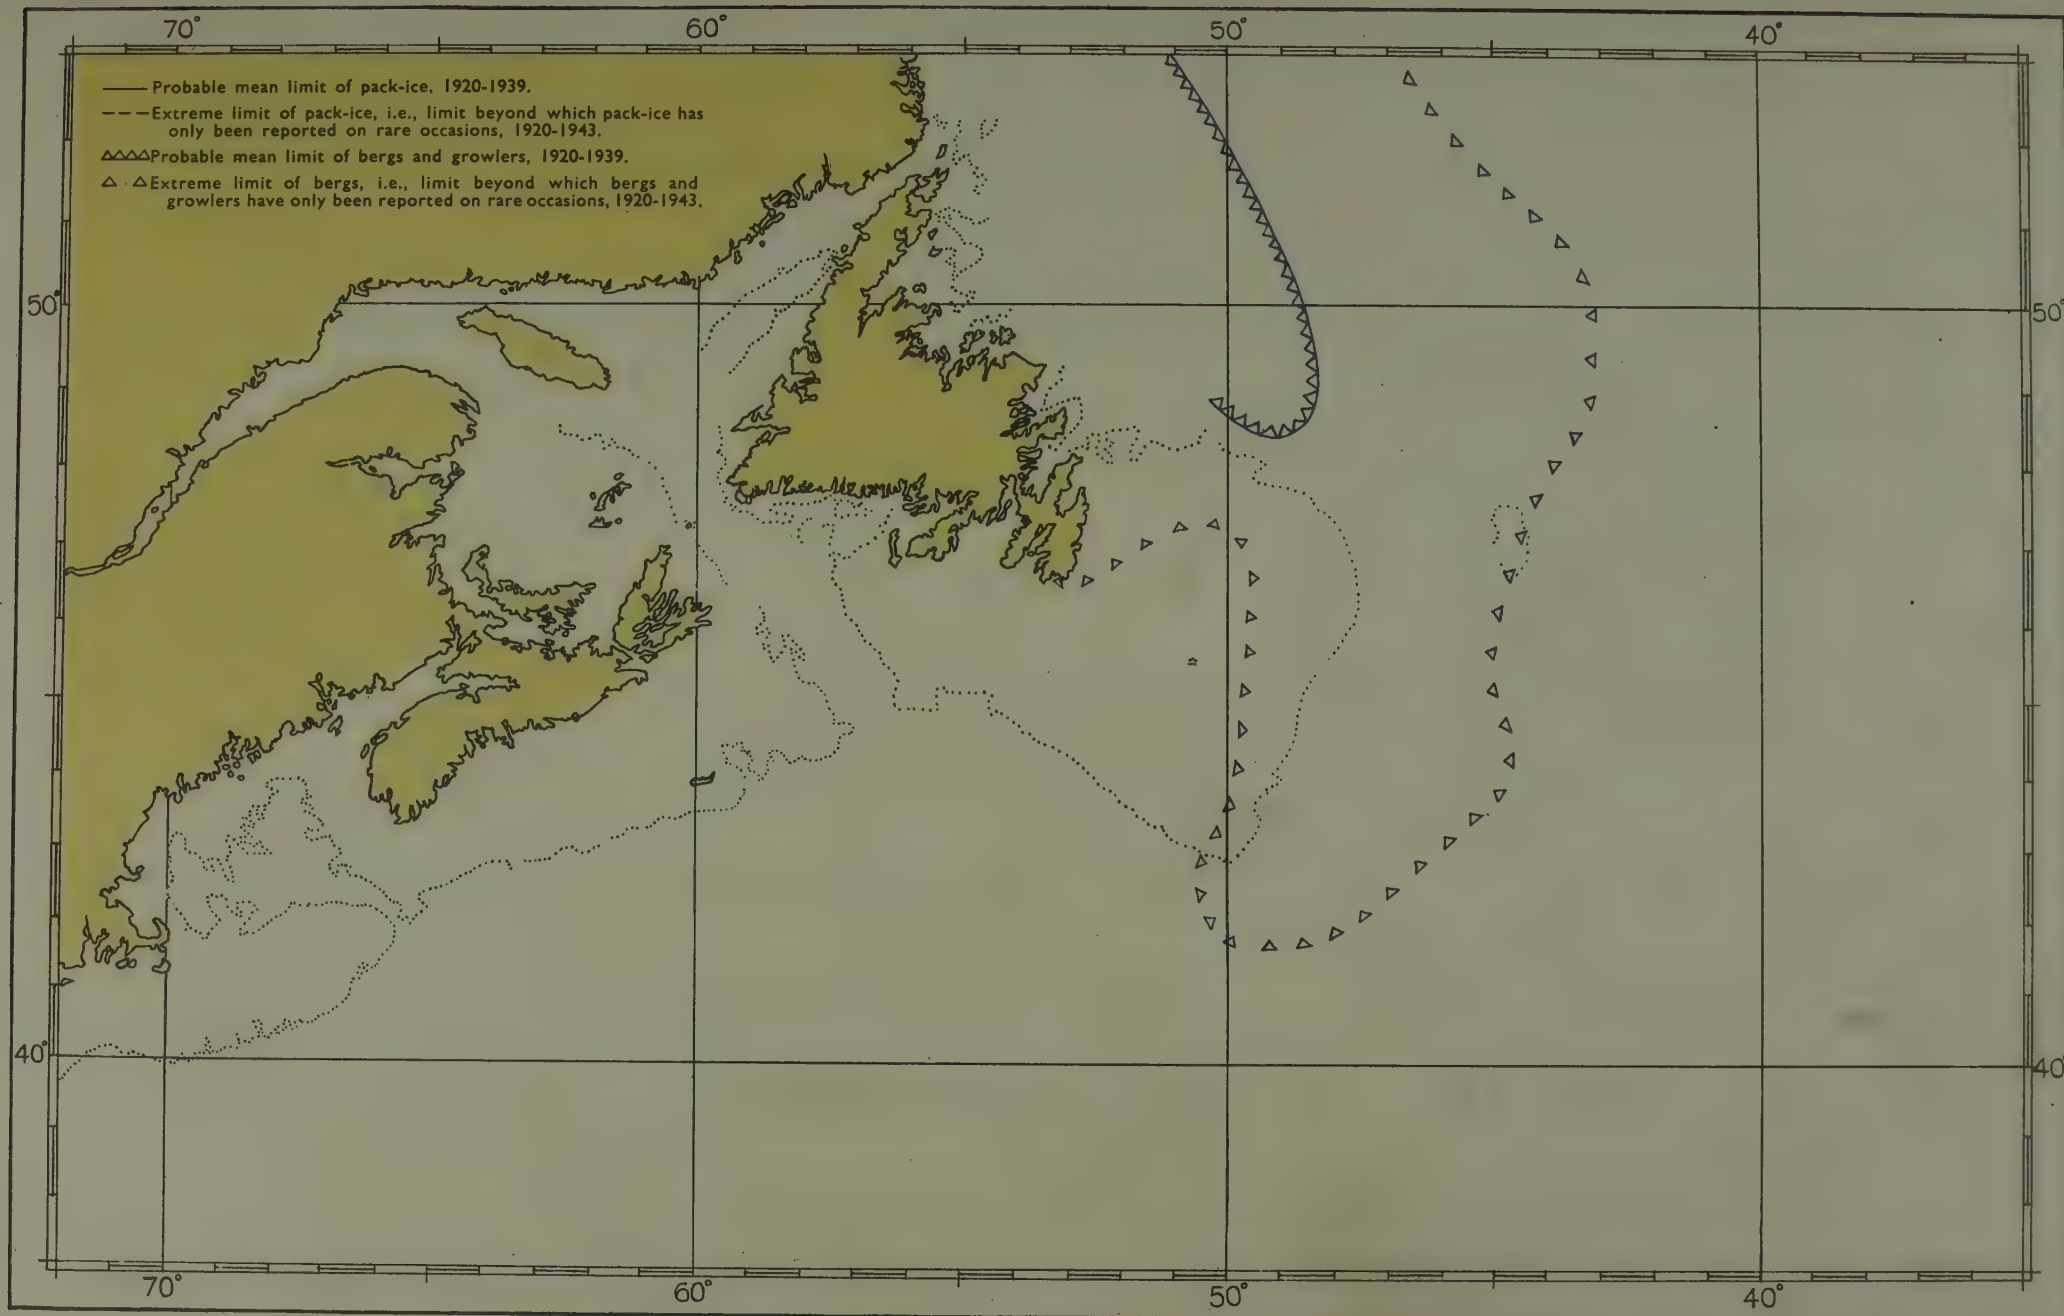 70° 60° 50° 40°
Probable mean limit of pack-ice, 1920-1939.
Extreme limit of pack-ice, i.e., limit beyond which pack-ice has
only been reported on rare occasions, 1920-1943.
Probable mean limit of bergs and growlers, 1920-1939.
Extreme limit of bergs, i.e., limit beyond which bergs and
growlers have only been reported on rare occasions, 1920-1943.
50° 50°
40° 40°
70° 60° 50° 40°